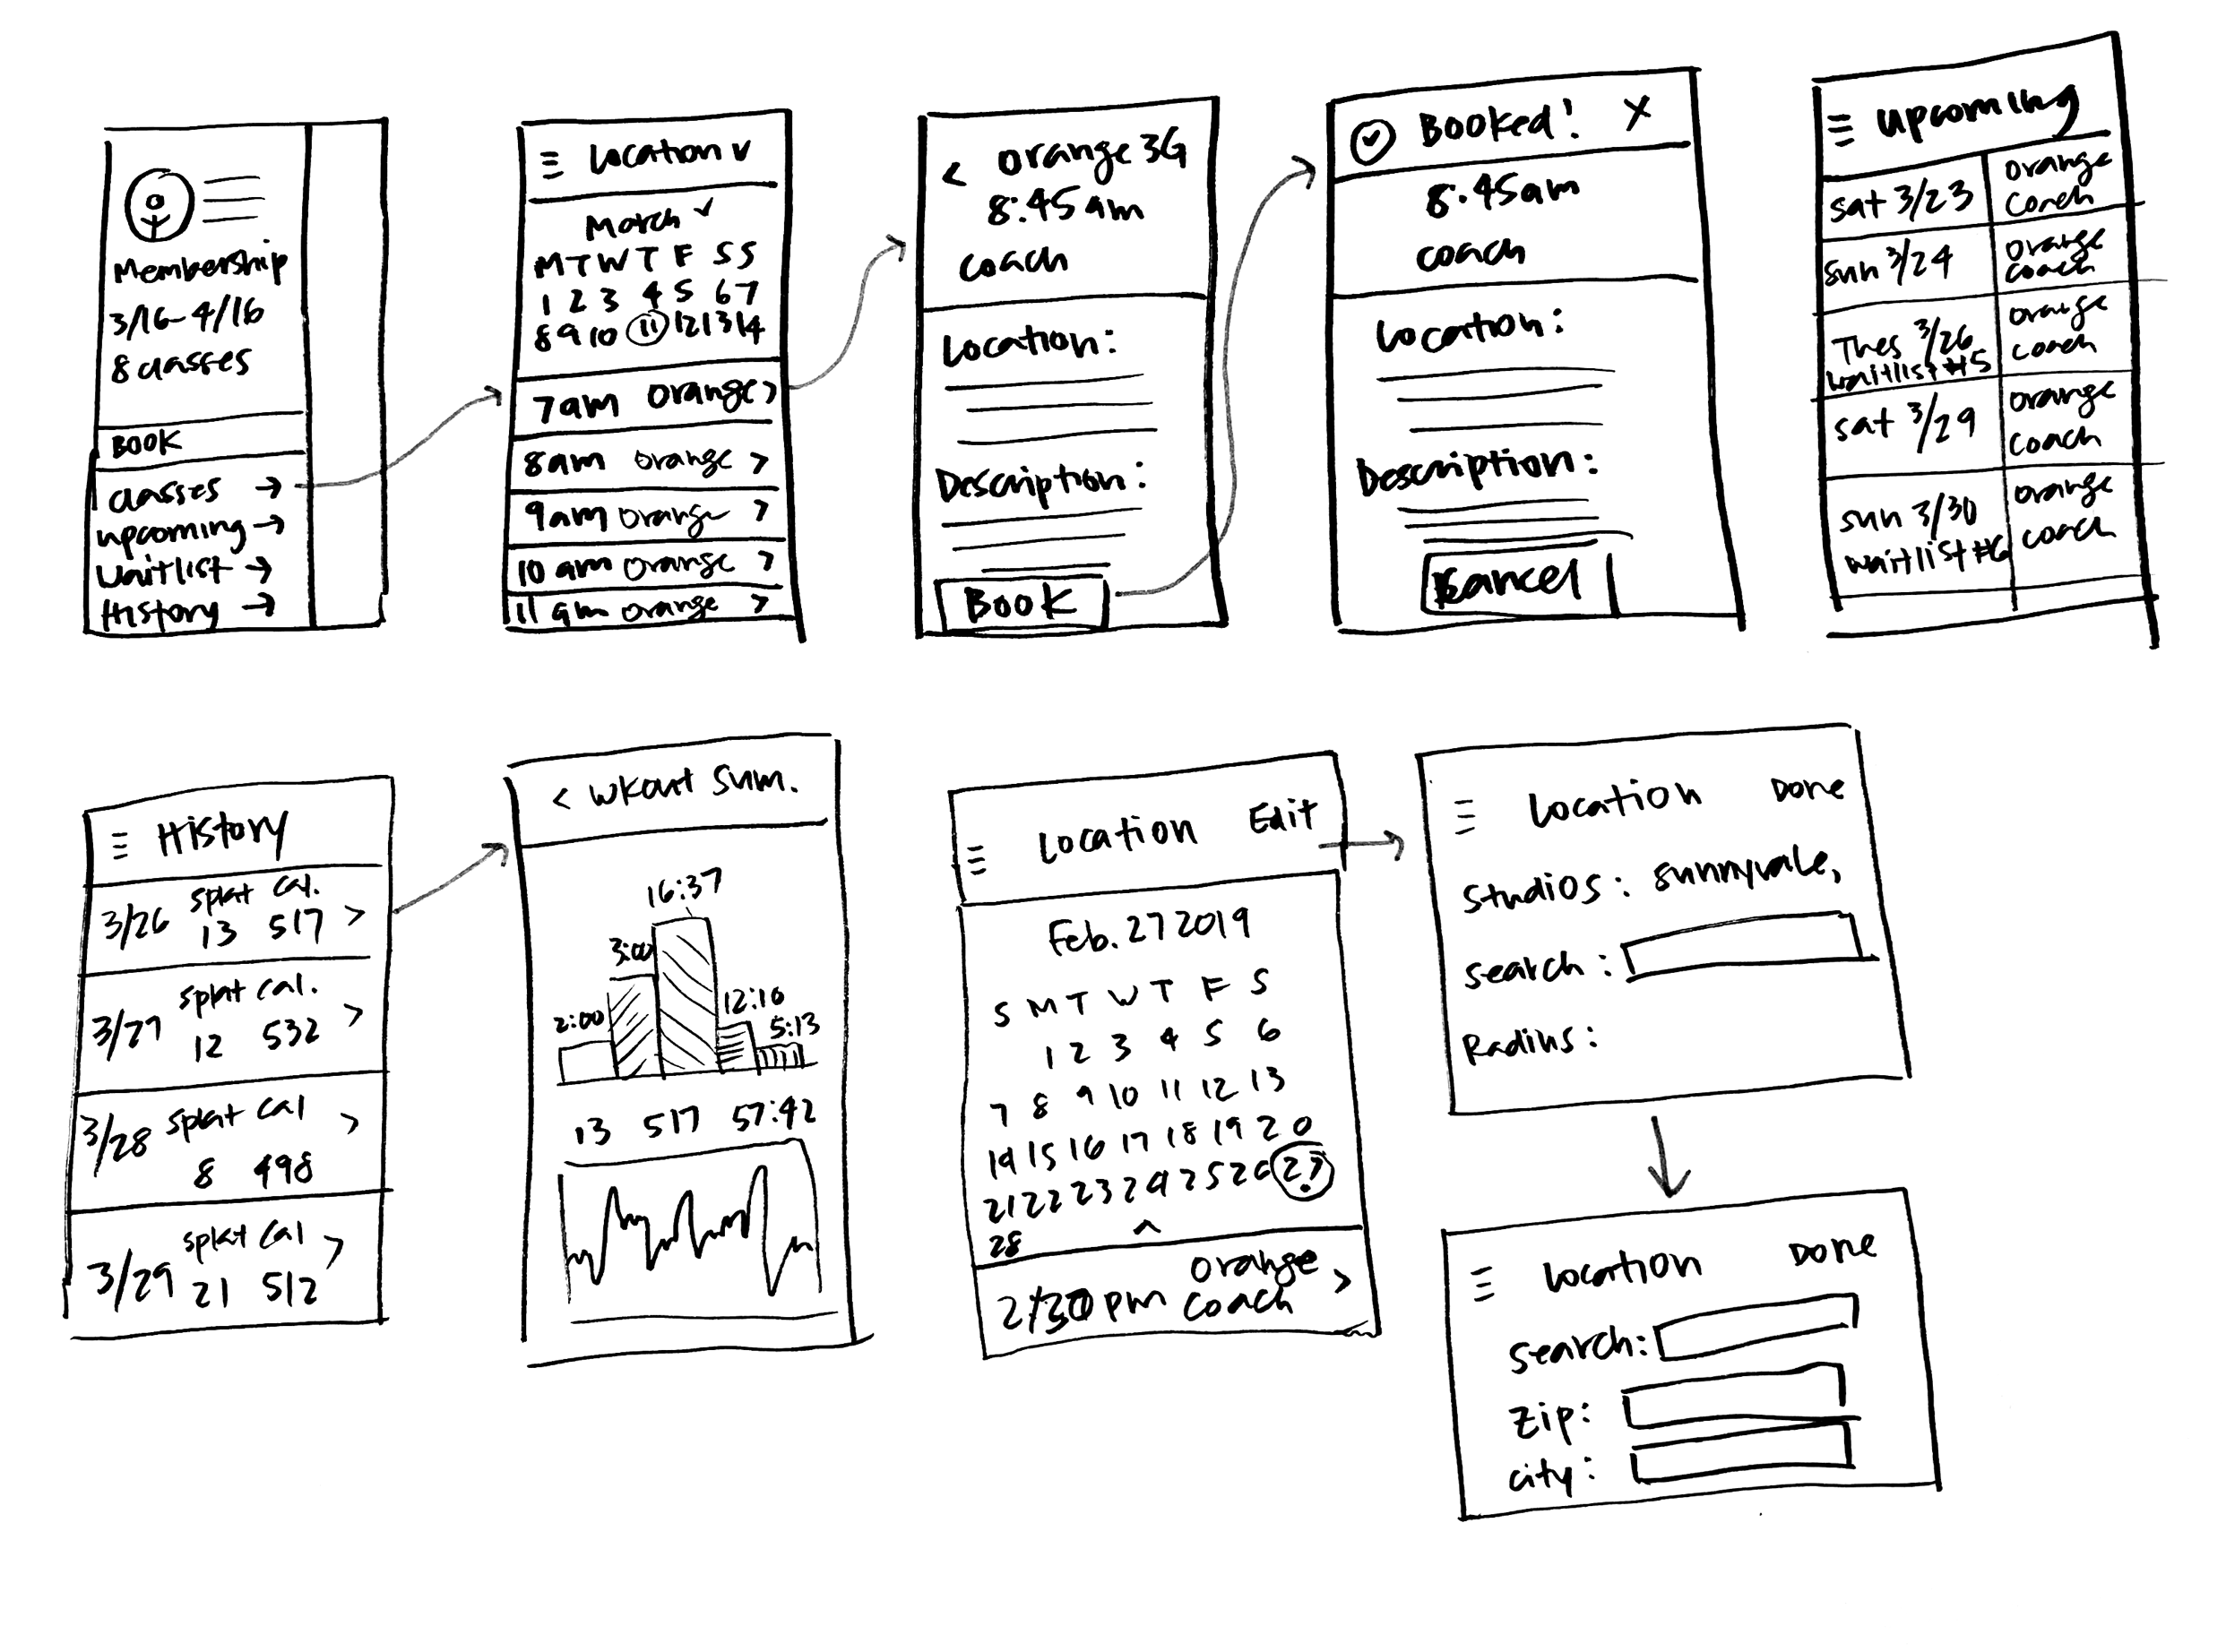 Membership
3/16-4/16
8 classes
BOOK
classes →
upcoming →
Waitlist →
History →
≡ Location ∨
March ✓
M T W T F S S
1 2 3 4 5 6 7
8 9 10 11 12 13 14
7am orange >
8am orange >
9am orange >
10 am orange >
11 am orange >
< orange 3G
8:45am
coach
Location:
Description:
BOOK
Booked! X
8:45am
coach
Location:
Description:
Cancel
≡ upcoming
sat 3/23 orange
coach
sun 3/24 orange
coach
Thes 3/26 orange
waitlist #5 coach
sat 3/29 orange
coach
sun 3/30 orange
waitlist #6 coach
≡ History
splat cal.
3/26 13 517 >
splat cal.
3/27 12 532 >
3/28 splat cal >
8 498
splat cal >
3/29 21 512
< wkout sum.
16:37
3:00
12:16
2:00 5:13
13 517 57:42
≡ Location Edit
Feb. 27 2019
S M T W T F S
1 2 3 4 5 6
7 8 9 10 11 12 13
14 15 16 17 18 19 20
21 22 23 24 25 26 27
28 ^
orange
2:30pm coach >
≡ Location Done
Studios: sunnyvale,
search:
Radius:
≡ Location Done
search:
zip:
city: